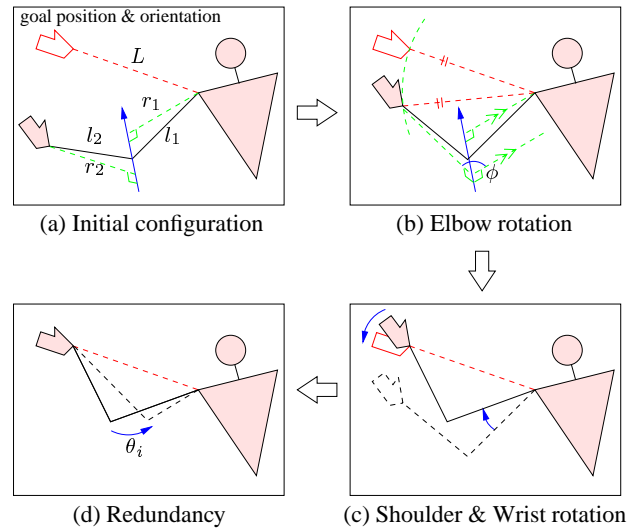 goal position & orientation
L
r1
l2
l1
r2
(a) Initial configuration
ϕ
(b) Elbow rotation
θi
(d) Redundancy
(c) Shoulder & Wrist rotation